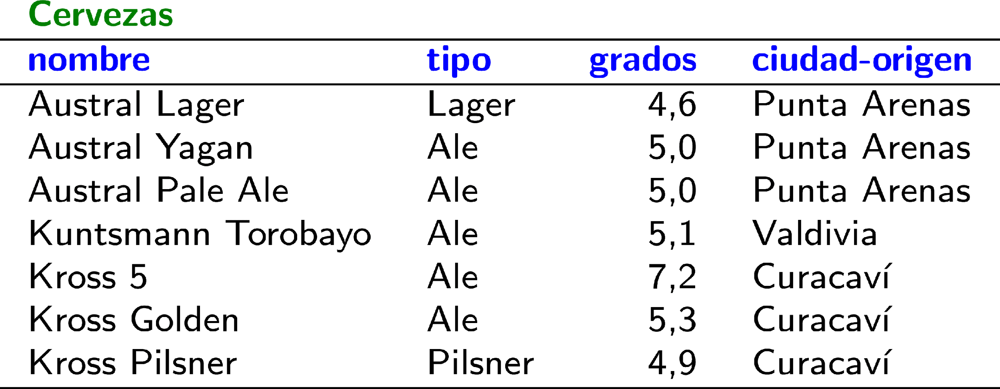 Cervezas
nombre tipo grados ciudad-origen
Austral Lager Lager 4,6 Punta Arenas
Austral Yagan Ale 5,0 Punta Arenas
Austral Pale Ale Ale 5,0 Punta Arenas
Kuntsmann Torobayo Ale 5,1 Valdivia
Kross 5 Ale 7,2 Curacaví
Kross Golden Ale 5,3 Curacaví
Kross Pilsner Pilsner 4,9 Curacaví